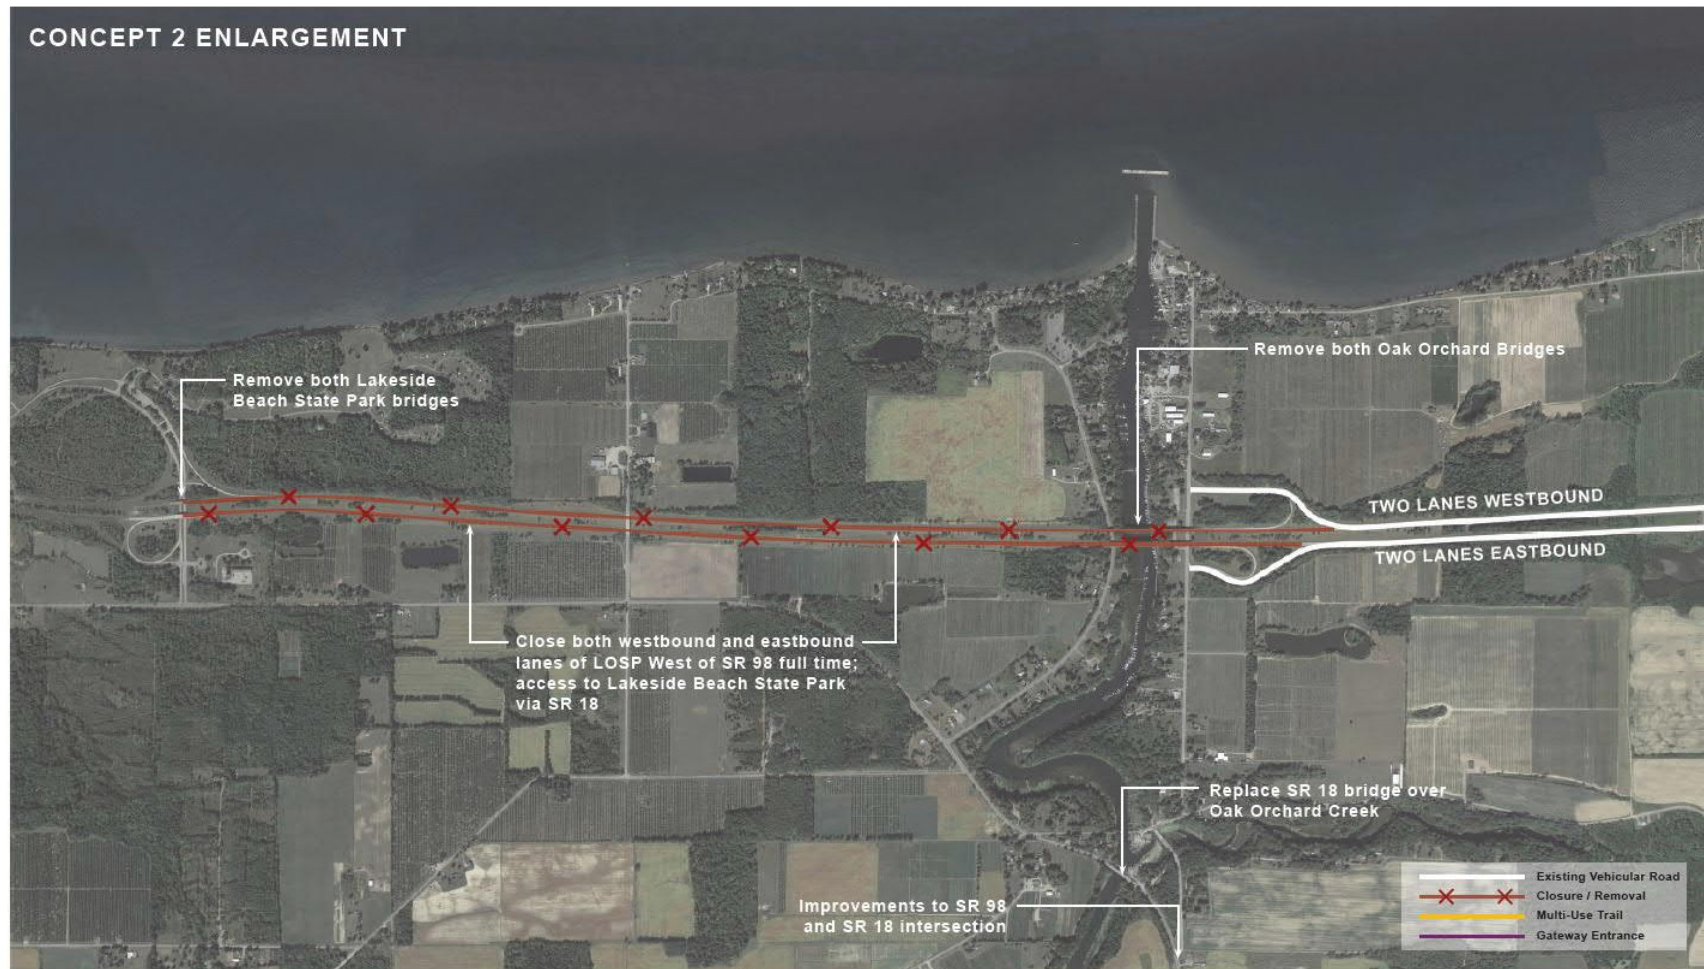 CONCEPT 2 ENLARGEMENT
Remove both Oak Orchard Bridges
Remove both Lakeside
Beach State Park bridges
TWO LANES WESTBOUND
TWO LANES EASTBOUND
Close both westbound and eastbound
lanes of LOSP West of SR 98 full time;
access to Lakeside Beach State Park
via SR 18
Replace SR 18 bridge over
Oak Orchard Creek
Improvements to SR 98
and SR 18 intersection
Existing Vehicular Road
Closure / Removal
Multi-Use Trail
Gateway Entrance